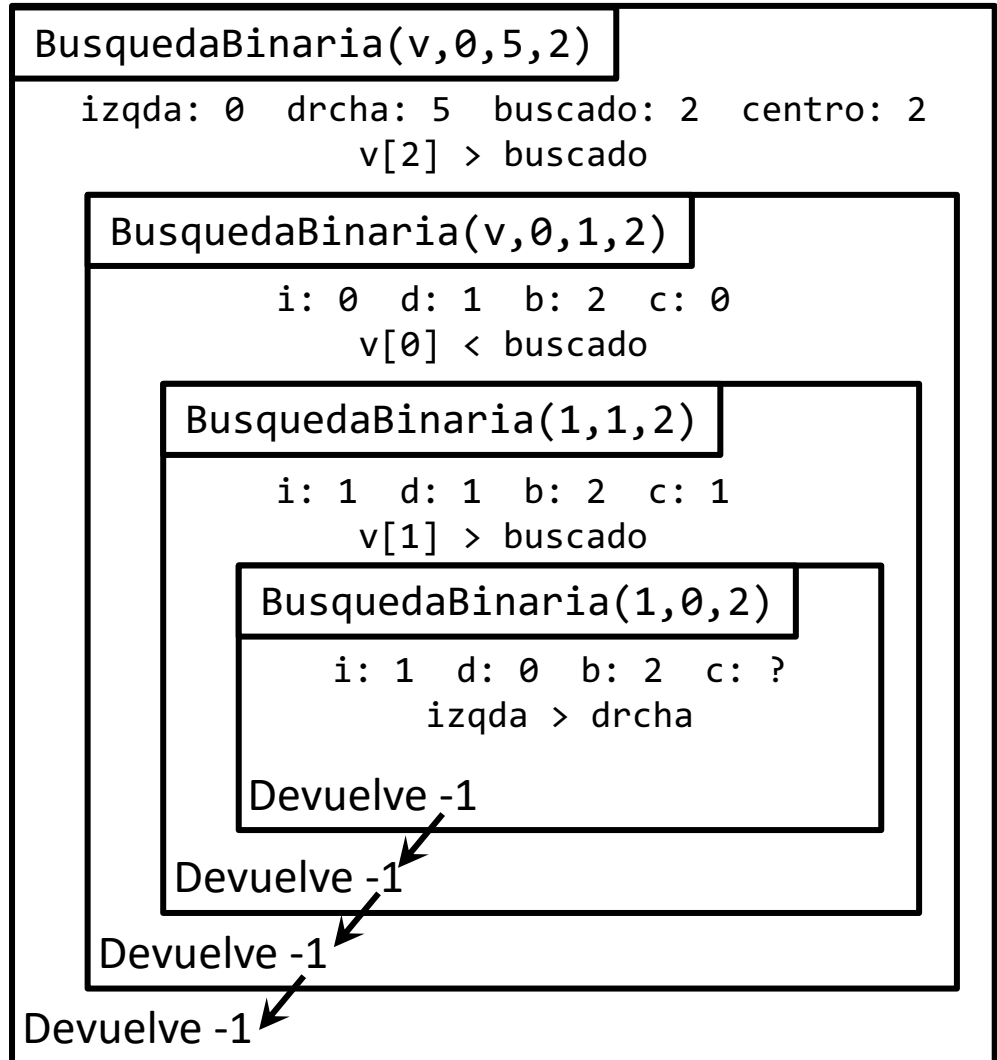 BusquedaBinaria(v,0,5,2)
izqda: 0 drcha: 5 buscado: 2 centro: 2
v[2] > buscado
BusquedaBinaria(v,0,1,2)
i: 0 d: 1 b: 2 c: 0
v[0] < buscado
BusquedaBinaria(1,1,2)
i: 1 d: 1 b: 2 c: 1
v[1] > buscado
BusquedaBinaria(1,0,2)
i: 1 d: 0 b: 2 c: ?
izqda > drcha
Devuelve -1
Devuelve -1
Devuelve -1
Devuelve -1